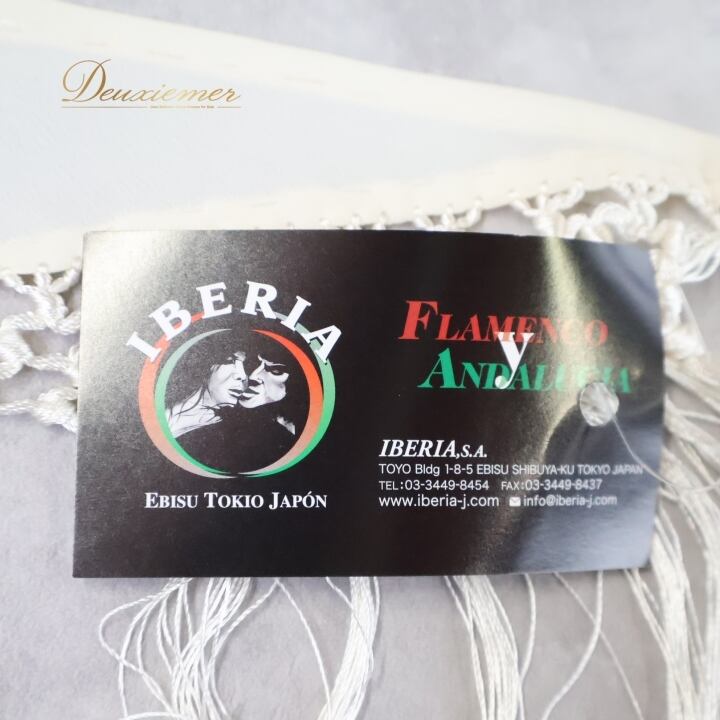 Deuxiemer
IBERIA
EBISU TOKIO JAPÓN
FLAMENCO
y
ANDALUCIA
IBERIA,S.A.
TOYO Bldg 1-8-5 EBISU SHIBUYA-KU TOKYO JAPAN
TEL:03-3449-8454 FAX:03-3449-8437
www.iberia-j.com info@iberia-j.com